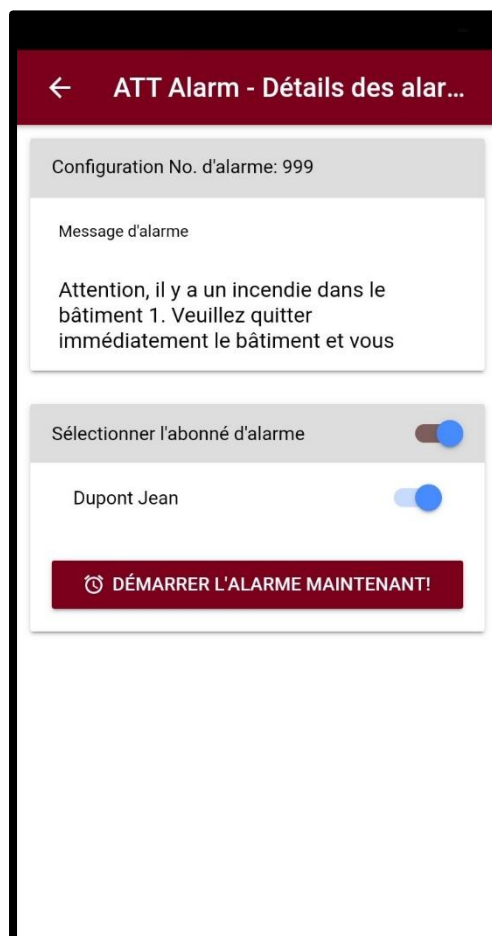 ATT Alarm - Détails des alar...
Configuration No. d'alarme: 999
Message d'alarme
Attention, il y a un incendie dans le
bâtiment 1. Veuillez quitter
immédiatement le bâtiment et vous
Sélectionner l'abonné d'alarme
Dupont Jean
DÉMARRER L'ALARME MAINTENANT!